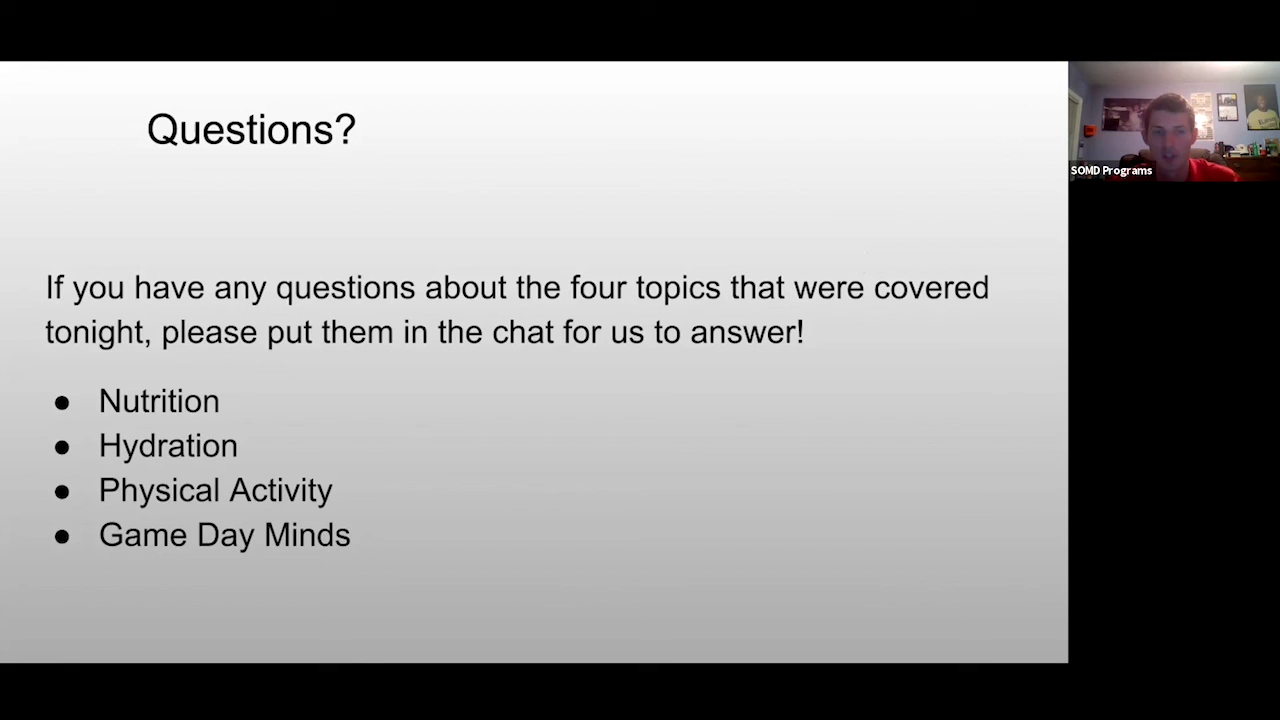 Questions?
If you have any questions about the four topics that were covered
tonight, please put them in the chat for us to answer!
● Nutrition
● Hydration
● Physical Activity
● Game Day Minds
SOMD Programs